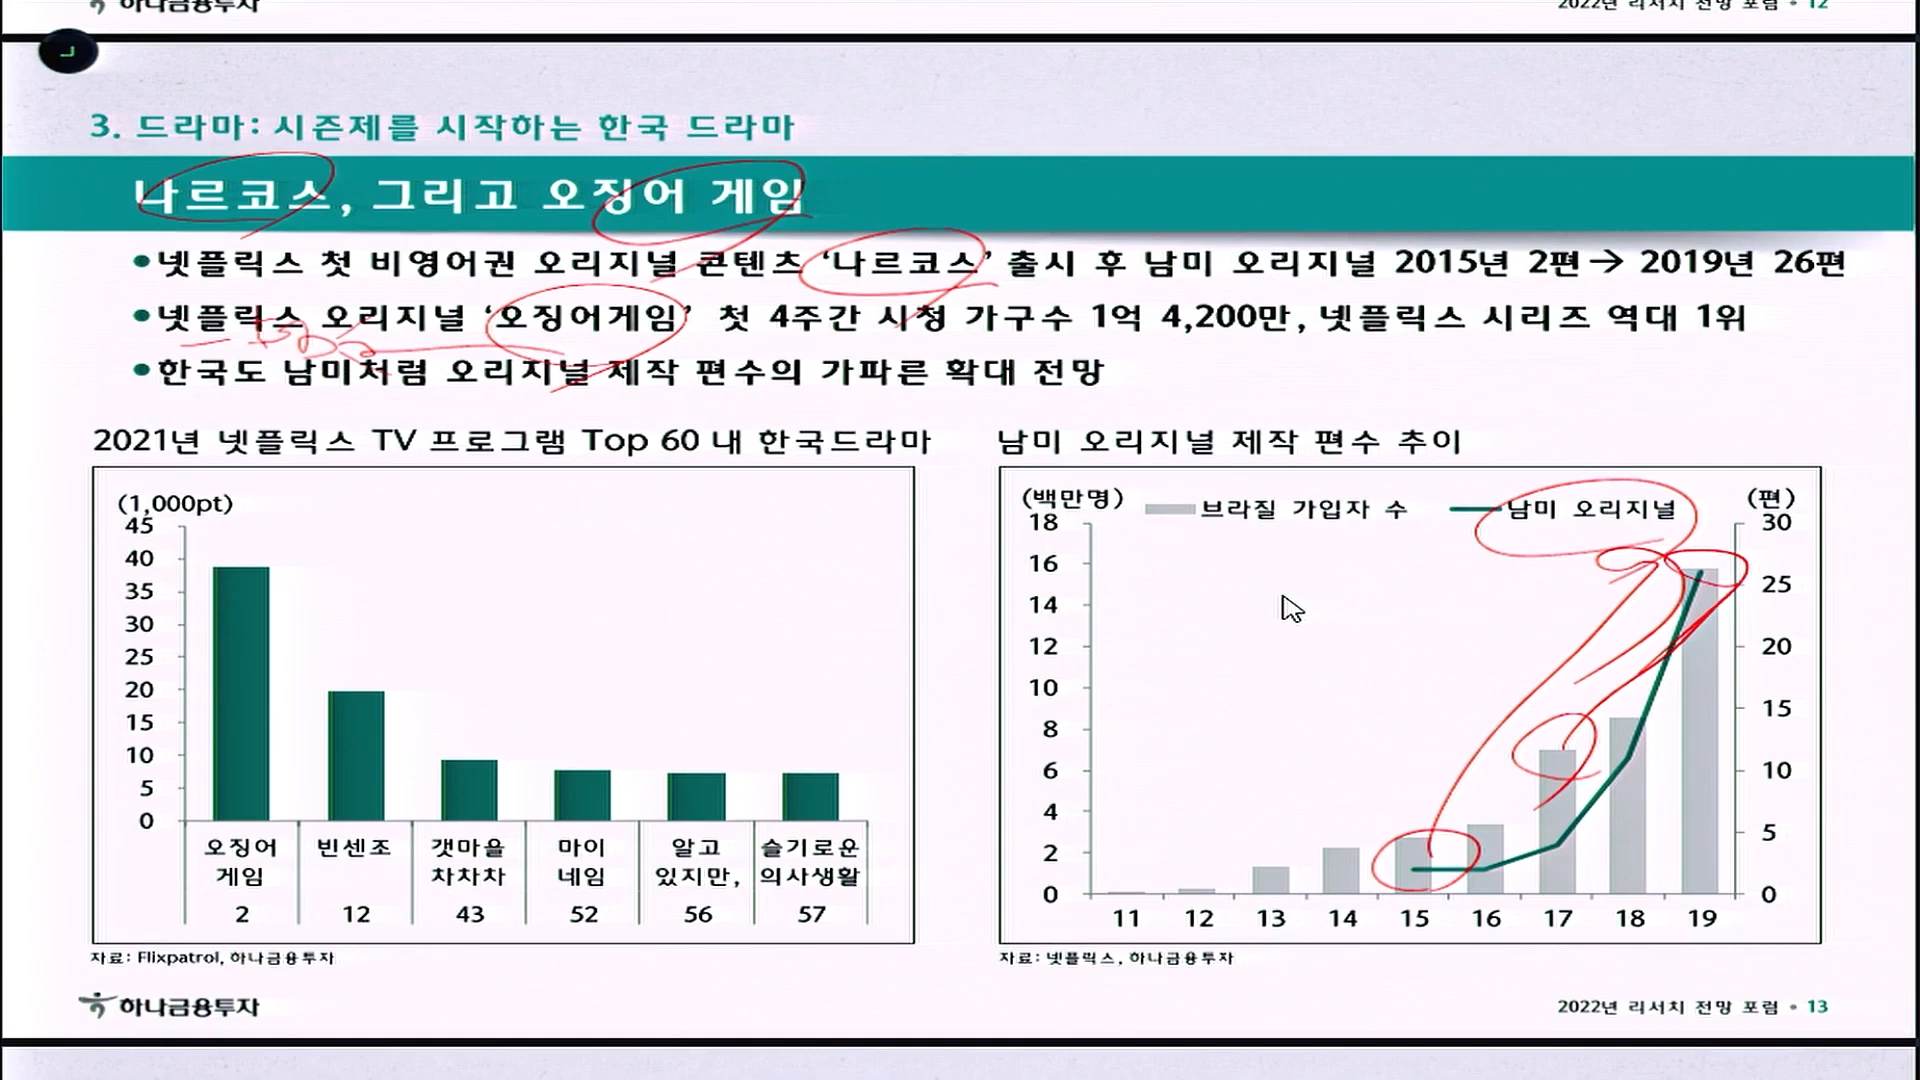 하나금융투자
2022년 리서치 전망 포럼 • 12
3. 드라마: 시즌제를 시작하는 한국 드라마
나르코스, 그리고 오징어 게임
•넷플릭스 첫 비영어권 오리지널 콘텐츠 ‘나르코스’ 출시 후 남미 오리지널 2015년 2편→ 2019년 26편
•넷플릭스 오리지널 ‘오징어게임’ 첫 4주간 시청 가구수 1억 4,200만, 넷플릭스 시리즈 역대 1위
•한국도 남미처럼 오리지널 제작 편수의 가파른 확대 전망
2021년 넷플릭스 TV 프로그램 Top 60 내 한국드라마
(1,000pt)
45
40
35
30
25
20
15
10
5
0
오징어 게임
빈센조
갯마을 차차차
마이 네임
알고 있지만,
슬기로운 의사생활
2 12 43 52 56 57
자료: Flixpatrol, 하나금융투자
남미 오리지널 제작 편수 추이
(백만명) 브라질 가입자 수 남미 오리지널 (편)
18
16
14
12
10
8
6
4
2
0
30
25
20
15
10
5
0
11 12 13 14 15 16 17 18 19
자료: 넷플릭스, 하나금융투자
하나금융투자
2022년 리서치 전망 포럼 • 13